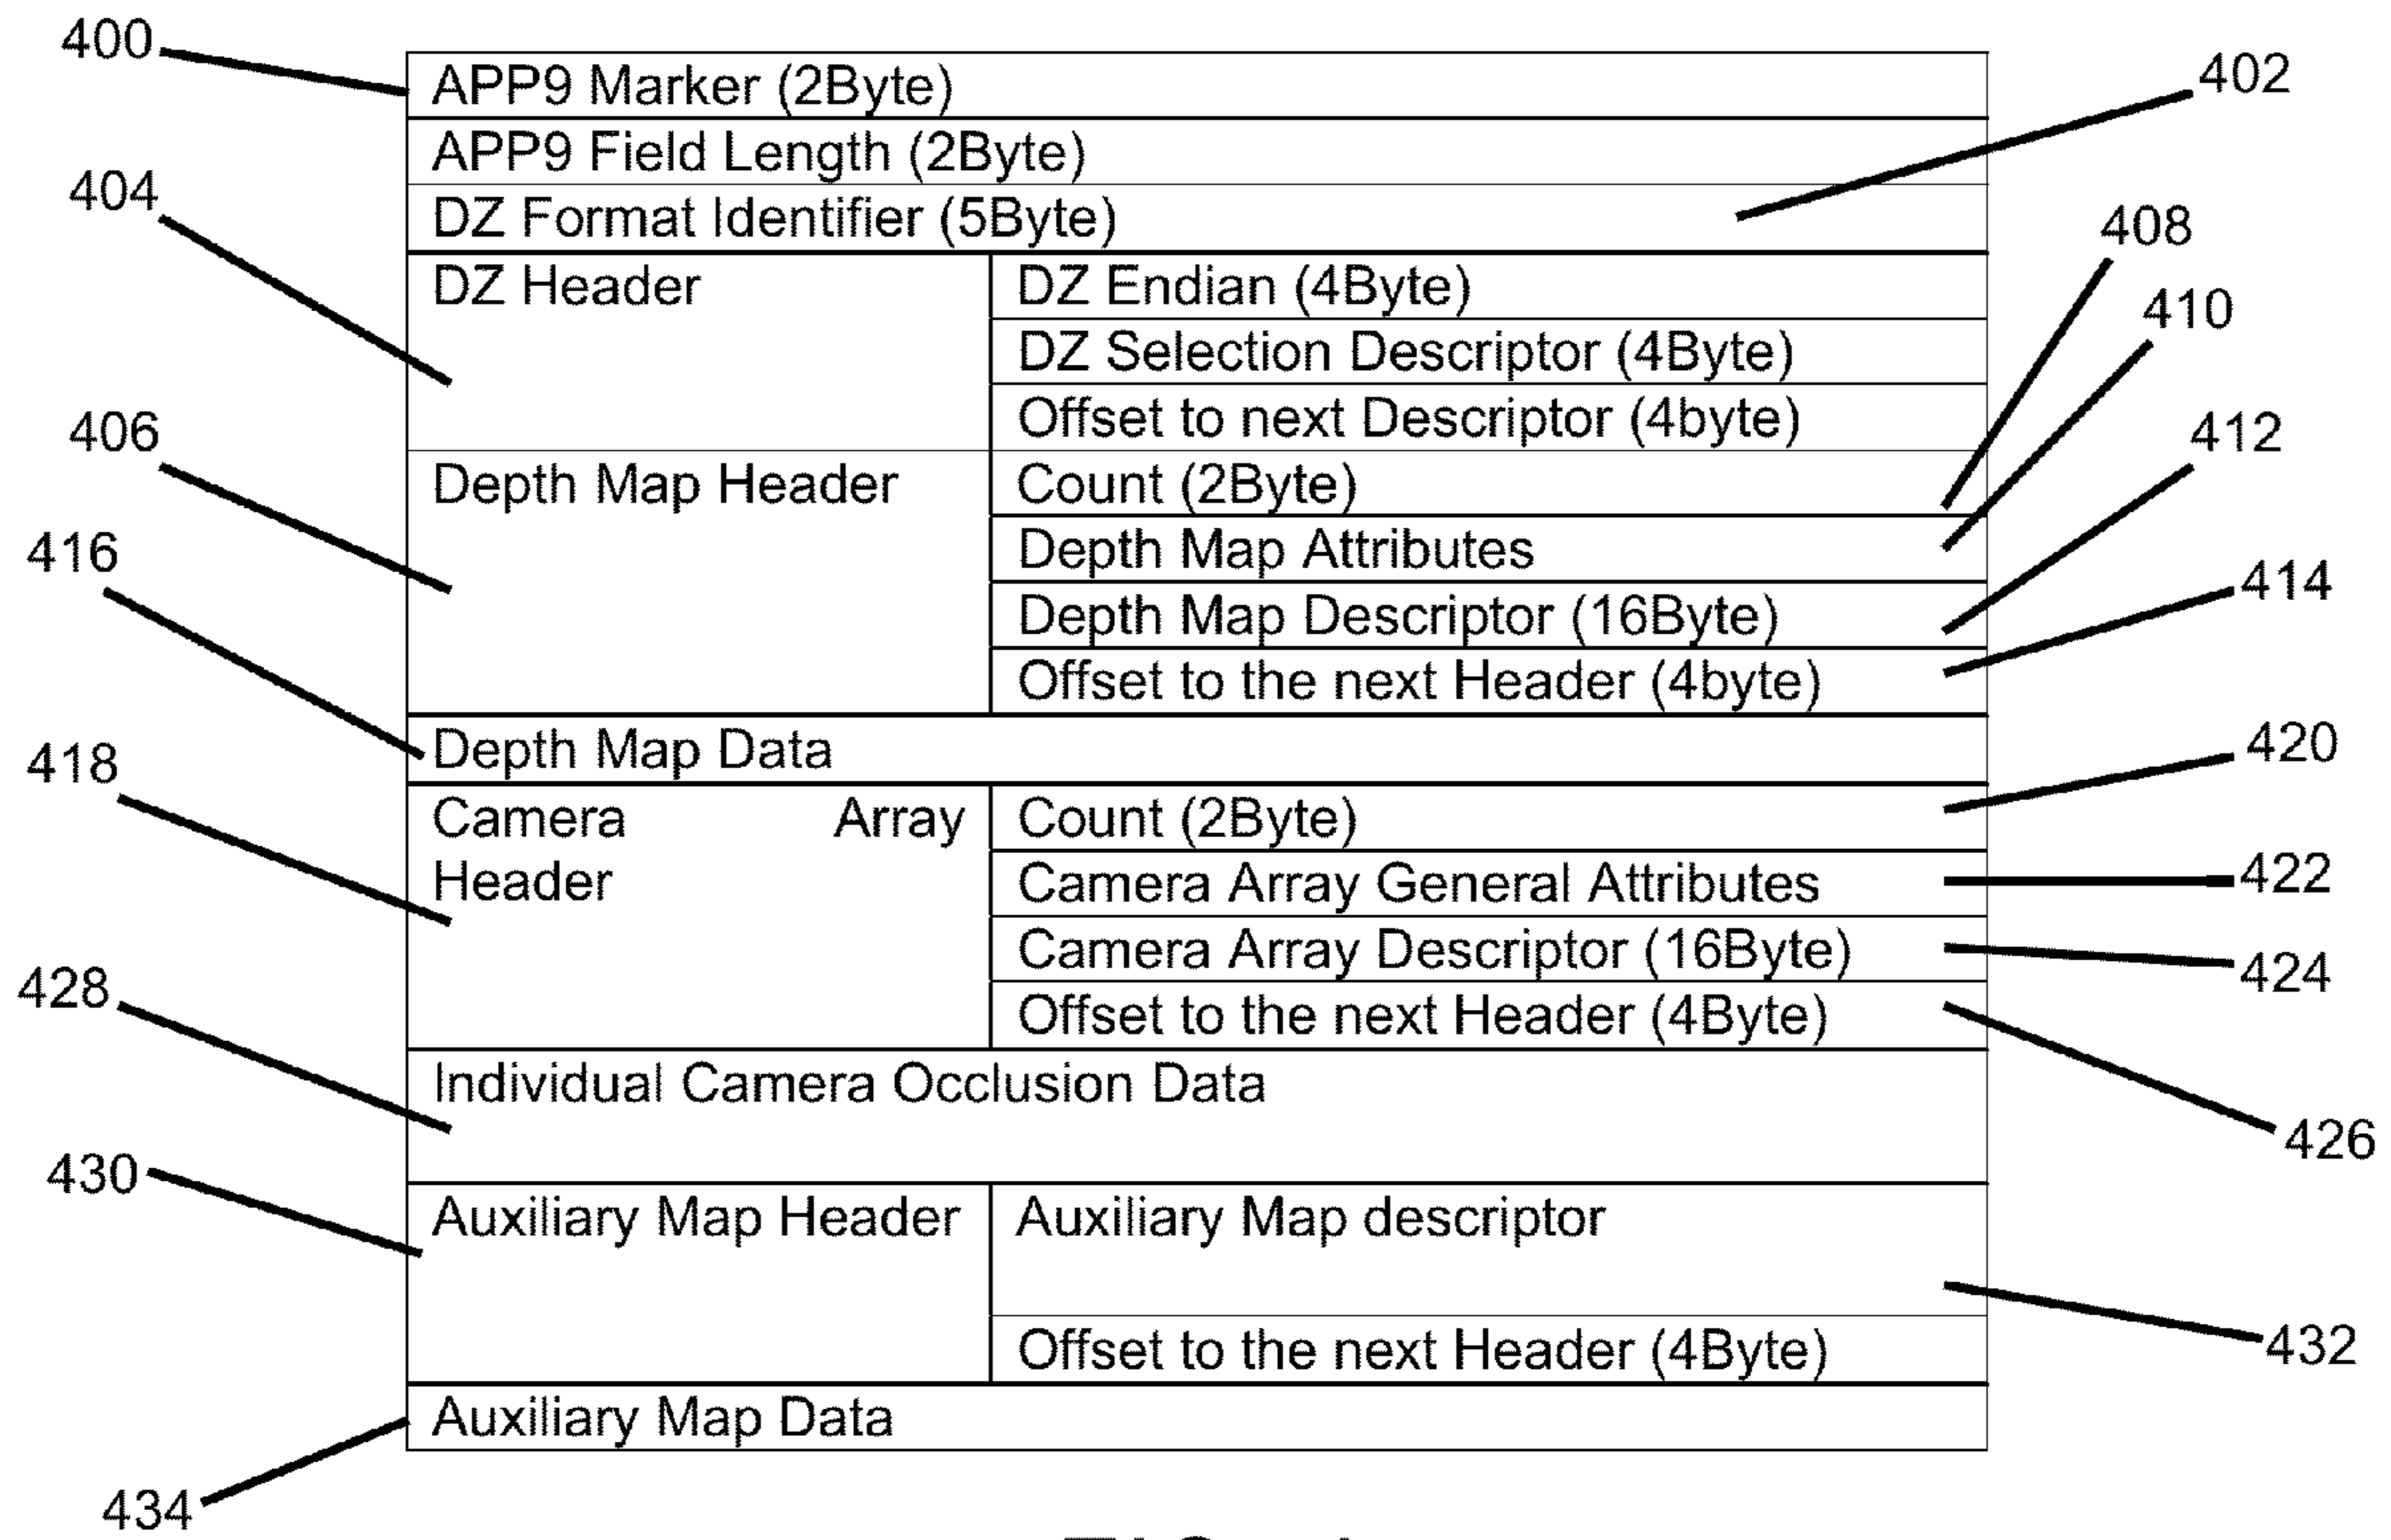 400
APP9 Marker (2Byte)
402
APP9 Field Length (2Byte)
404
DZ Format Identifier (5Byte)
408
DZ Header
DZ Endian (4Byte)
410
DZ Selection Descriptor (4Byte)
Offset to next Descriptor (4byte)
406
412
Depth Map Header
Count (2Byte)
416
Depth Map Attributes
414
Depth Map Descriptor (16Byte)
Offset to the next Header (4byte)
Depth Map Data
420
418
Camera Array
Header
Count (2Byte)
Camera Array General Attributes
422
Camera Array Descriptor (16Byte)
424
428
Offset to the next Header (4Byte)
Individual Camera Occlusion Data
426
430
Auxiliary Map Header
Auxiliary Map descriptor
Offset to the next Header (4Byte)
432
Auxiliary Map Data
434